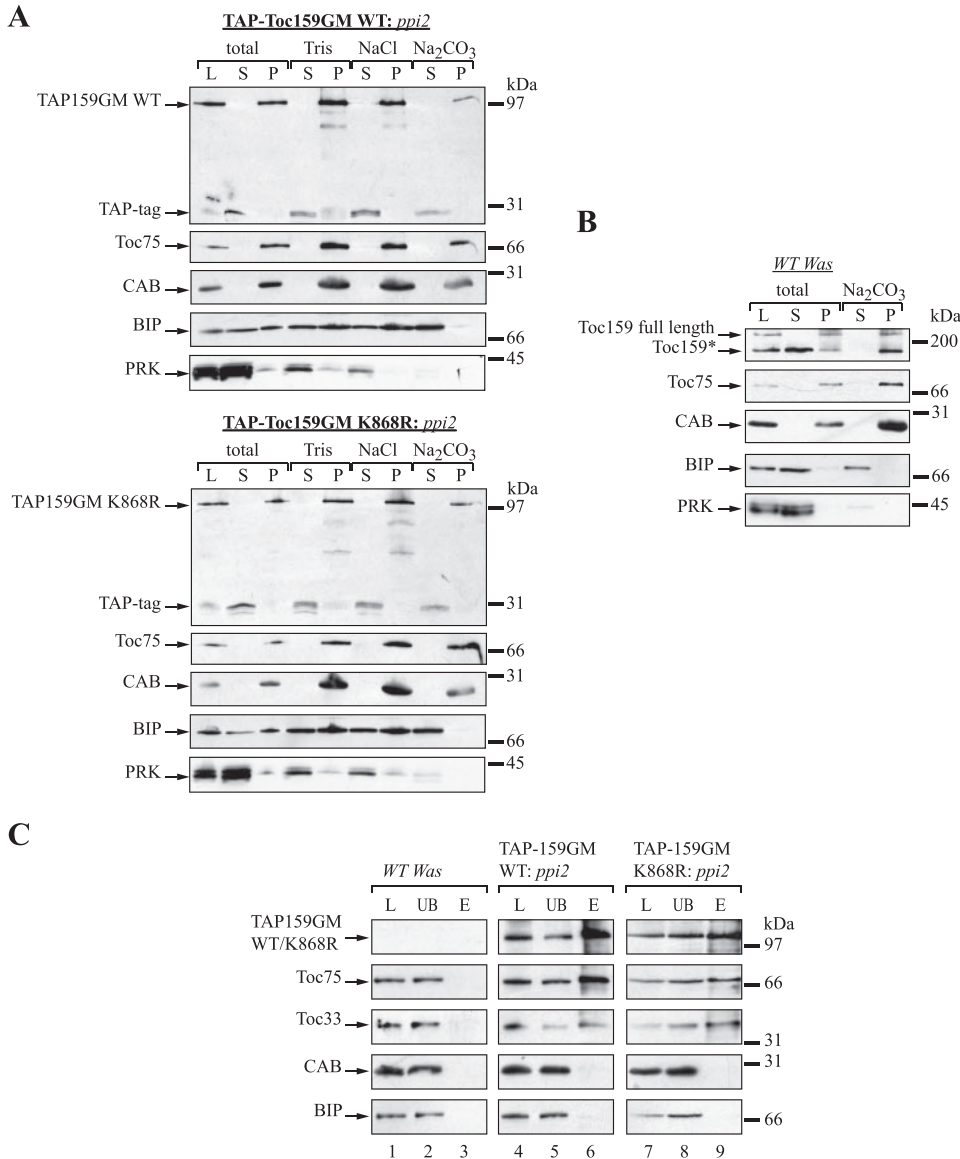 A
TAP-Toc159GM WT: ppi2
total Tris NaCl Na2CO3
L S P S P S P S P
kDa
TAP159GM WT 97
TAP-tag 31
Toc75 66
CAB 31
BIP 66
PRK 45
TAP-Toc159GM K868R: ppi2
total Tris NaCl Na2CO3
L S P S P S P S P
kDa
TAP159GM K868R 97
TAP-tag 31
Toc75 66
CAB 31
BIP 66
PRK 45
B
WT Was
total Na2CO3
L S P S P kDa
Toc159 full length 200
Toc159*
Toc75 66
CAB 31
BIP 66
PRK 45
C
WT Was
TAP-159GM
WT: ppi2
TAP-159GM
K868R: ppi2
L UB E L UB E L UB E
kDa
TAP159GM
WT/K868R 97
Toc75 66
Toc33 31
CAB 31
BIP 66
1 2 3 4 5 6 7 8 9